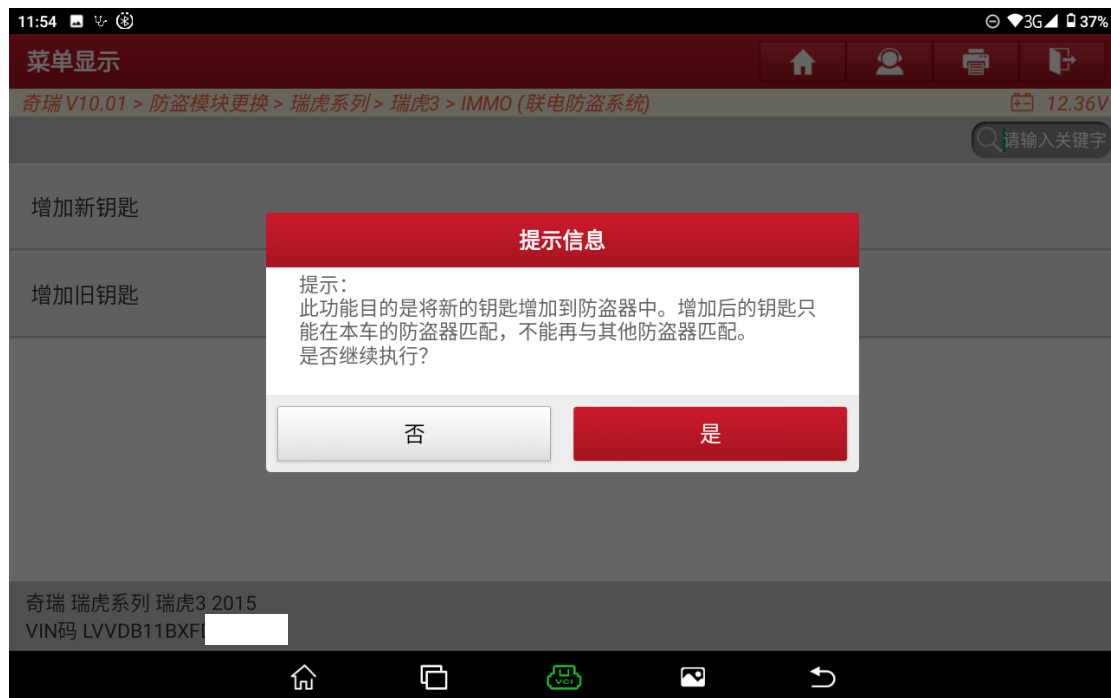 11:54
3G 37%
菜单显示
奇瑞 V10.01 > 防盗模块更换 > 瑞虎系列 > 瑞虎3 > IMMO (联电防盗系统)
12.36V
请输入关键字
增加新钥匙
增加旧钥匙
提示信息
提示：
此功能目的是将新的钥匙增加到防盗器中。增加后的钥匙只
能在本车的防盗器匹配，不能再与其他防盗器匹配。
是否继续执行？
否
是
奇瑞 瑞虎系列 瑞虎3 2015
VIN码 LVVDB11BXF
VCI